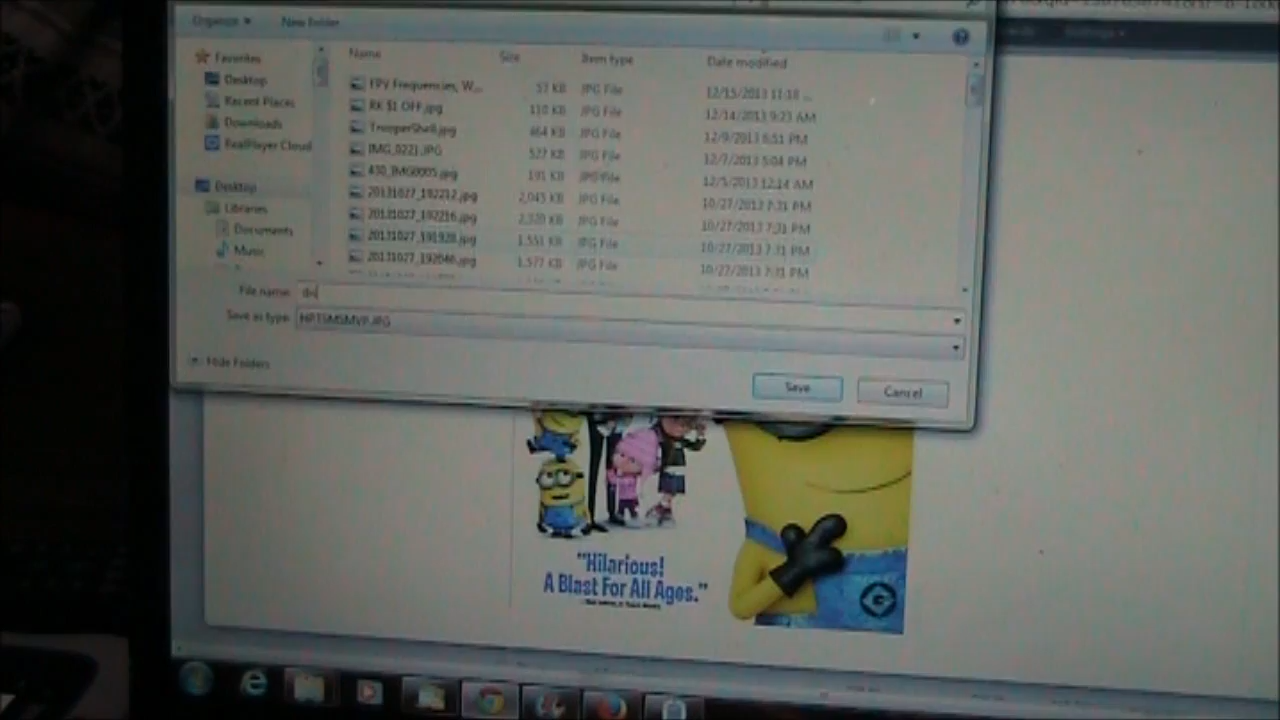 Organize New folder
Name Size Item type Date modified
Favorites
Desktop
Recent Places
Downloads
RealPlayer Cloud
Desktop
Libraries
Documents
Music
FPV Frequencies, W... 57 KB JPG File 12/15/2013 11:18 ...
RX $1 OFF.jpg 110 KB JPG File 12/14/2013 9:23 AM
TrooperShell.jpg 464 KB JPG File 12/9/2013 6:51 PM
IMG_0221.JPG 527 KB JPG File 12/7/2013 5:04 PM
430_IMG0005.jpg 191 KB JPG File 12/5/2013 12:14 AM
20131027_192212.jpg 2,045 KB JPG File 10/27/2013 7:31 PM
20131027_192216.jpg 2,320 KB JPG File 10/27/2013 7:31 PM
20131027_191928.jpg 1,551 KB JPG File 10/27/2013 7:31 PM
20131027_192046.jpg 1,577 KB JPG File 10/27/2013 7:31 PM
File name:
Save as type:
Hide Folders
Save Cancel
"Hilarious!
A Blast For All Ages."